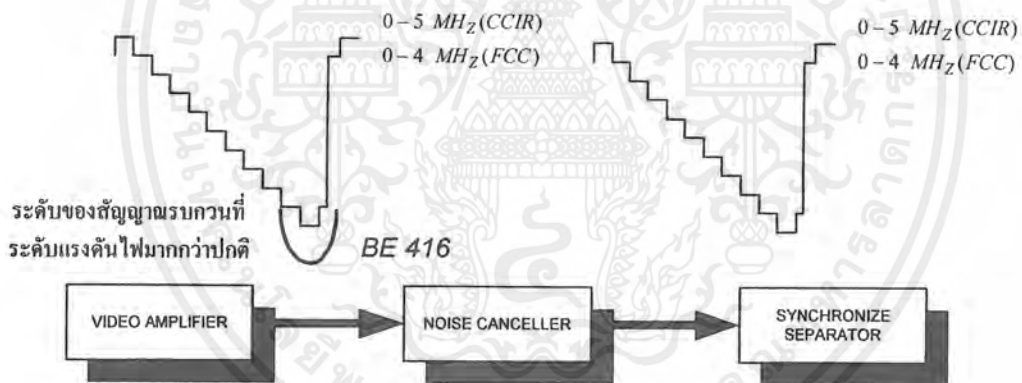 0-5 MHZ(CCIR)
0-4 MHZ(FCC)
0-5 MHZ(CCIR)
0-4 MHZ(FCC)
ระดับของสัญญาณรบกวนที่
ระดับแรงดันไฟมากกว่าปกติ
BE 416
VIDEO AMPLIFIER
NOISE CANCELLER
SYNCHRONIZE
SEPARATOR